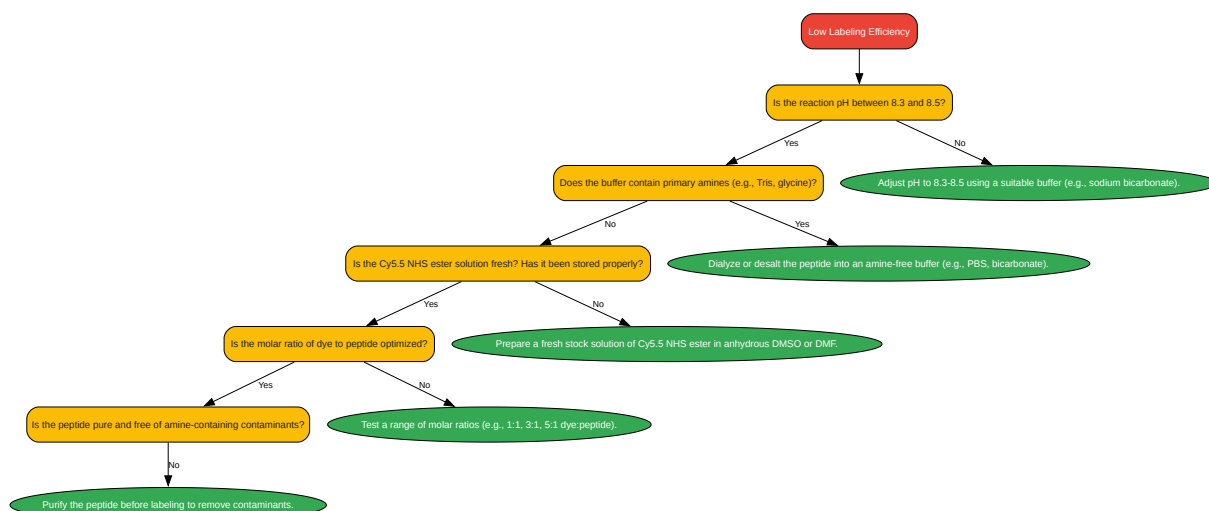 Low Labeling Efficiency
Is the reaction pH between 8.3 and 8.5?
Yes
No
Does the buffer contain primary amines (e.g., Tris, glycine)?
Adjust pH to 8.3-8.5 using a suitable buffer (e.g., sodium bicarbonate).
No
Yes
Is the Cy5.5 NHS ester solution fresh? Has it been stored properly?
Dialyze or desalt the peptide into an amine-free buffer (e.g., PBS, bicarbonate).
Yes
No
Is the molar ratio of dye to peptide optimized?
Prepare a fresh stock solution of Cy5.5 NHS ester in anhydrous DMSO or DMF.
Yes
No
Is the peptide pure and free of amine-containing contaminants?
Test a range of molar ratios (e.g., 1:1, 3:1, 5:1 dye:peptide).
No
Purify the peptide before labeling to remove contaminants.